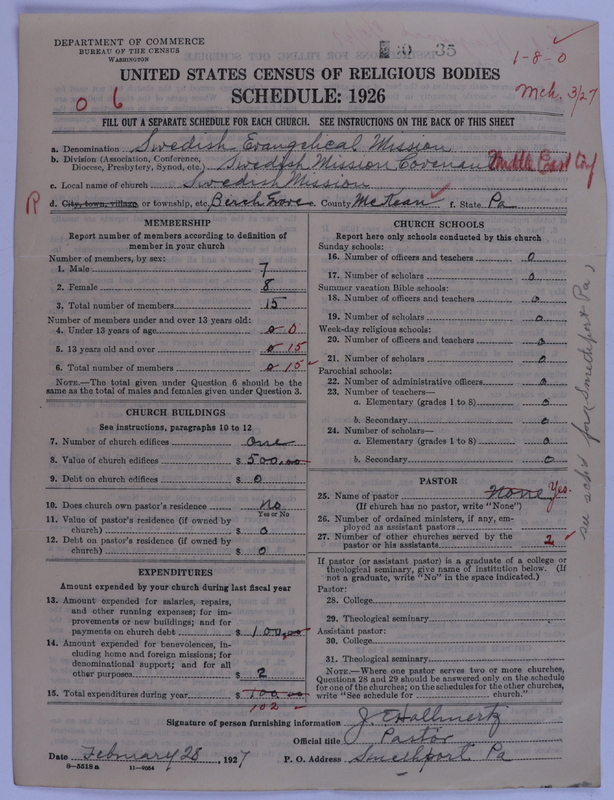 DEPARTMENT OF COMMERCE
BUREAU OF THE CENSUS
WASHINGTON
35
1-8-0
UNITED STATES CENSUS OF RELIGIOUS BODIES
SCHEDULE: 1926
0 6
Mch. 3/27
FILL OUT A SEPARATE SCHEDULE FOR EACH CHURCH. SEE INSTRUCTIONS ON THE BACK OF THIS SHEET
a. Denomination Swedish Evangelical Mission
b. Division (Association, Conference, Diocese, Presbytery, Synod, etc.) Swedish Mission Covenant Middle East Conf
c. Local name of church Swedish Mission
R
d. City, town, village, or township, etc. Berch Grove e. County McKean f. State Pa
MEMBERSHIP
Report number of members according to definition of
member in your church
Number of members, by sex:
1. Male 7
2. Female 8
3. Total number of members 15
Number of members under and over 13 years old:
4. Under 13 years of age 0 0
5. 13 years old and over 0 15
6. Total number of members 0 15
NOTE.—The total given under Question 6 should be
same as the total of males and females given under Question 3.
CHURCH BUILDINGS
See instructions, paragraphs 10 to 12
7. Number of church edifices one
8. Value of church edifices $ 500.00
9. Debt on church edifices $ 0
10. Does church own pastor's residence No
Yes or No
11. Value of pastor's residence (if owned by
church) $ 0
12. Debt on pastor's residence (if owned by
church) $ 0
EXPENDITURES
Amount expended by your church during last fiscal year
13. Amount expended for salaries, repairs,
and other running expenses; for im-
provements or new buildings; and for
payments on church debt $ 100.00
14. Amount expended for benevolences, in-
cluding home and foreign missions; for
denominational support; and for all
other purposes $ 2
15. Total expenditures during year $ 100 00
102
CHURCH SCHOOLS
Report here only schools conducted by this church
Sunday schools:
16. Number of officers and teachers 0
17. Number of scholars 0
Summer vacation Bible schools:
18. Number of officers and teachers 0
19. Number of scholars 0
Week-day religious schools:
20. Number of officers and teachers 0
21. Number of scholars 0
Parochial schools:
22. Number of administrative officers 0
23. Number of teachers—
a. Elementary (grades 1 to 8) 0
b. Secondary 0
24. Number of scholars—
a. Elementary (grades 1 to 8) 0
b. Secondary 0
PASTOR
25. Name of pastor None Yes.
(If church has no pastor, write "None")
26. Number of ordained ministers, if any, em-
ployed as assistant pastors
27. Number of other churches served by the
pastor or his assistants 2
If pastor (or assistant pastor) is a graduate of a college or
theological seminary, give name of institution below. (If
not a graduate, write "No" in the space indicated.)
Pastor:
28. College
29. Theological seminary
Assistant pastor:
30. College
31. Theological seminary
NOTE.—Where one pastor serves two or more churches,
Questions 28 and 29 should be answered only on the schedule
for one of the churches; on the schedules for the other churches,
write "See schedule for church."
see sch'd for (Smethport Pa)
Signature of person furnishing information J. E. Hallmertz
Official title Pastor
Date February 28, 1927 P. O. Address Smethport Pa
8-5518a 11-9054